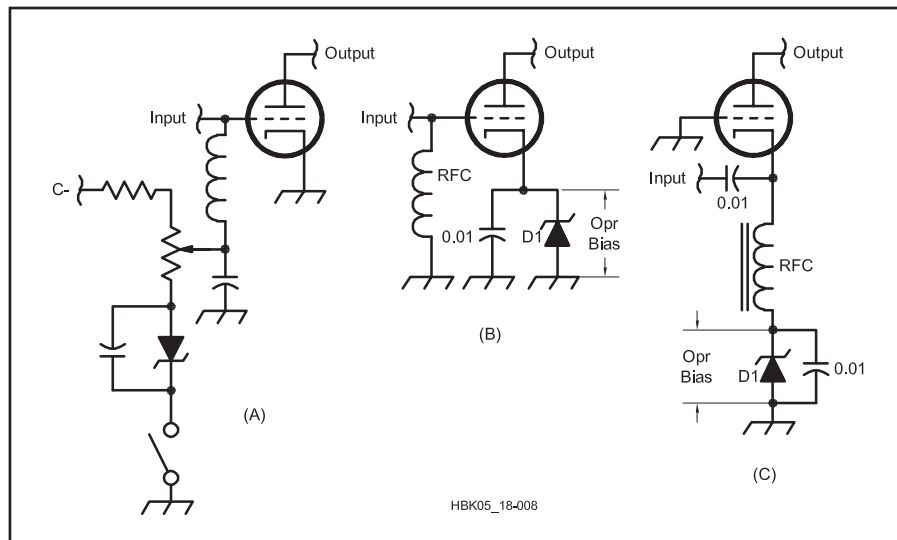 Output
Input
C-
(A)
Output
Input
RFC
0.01
D1
Opr
Bias
(B)
Output
Input
0.01
RFC
Opr
Bias
D1
0.01
(C)
HBK05_18-008